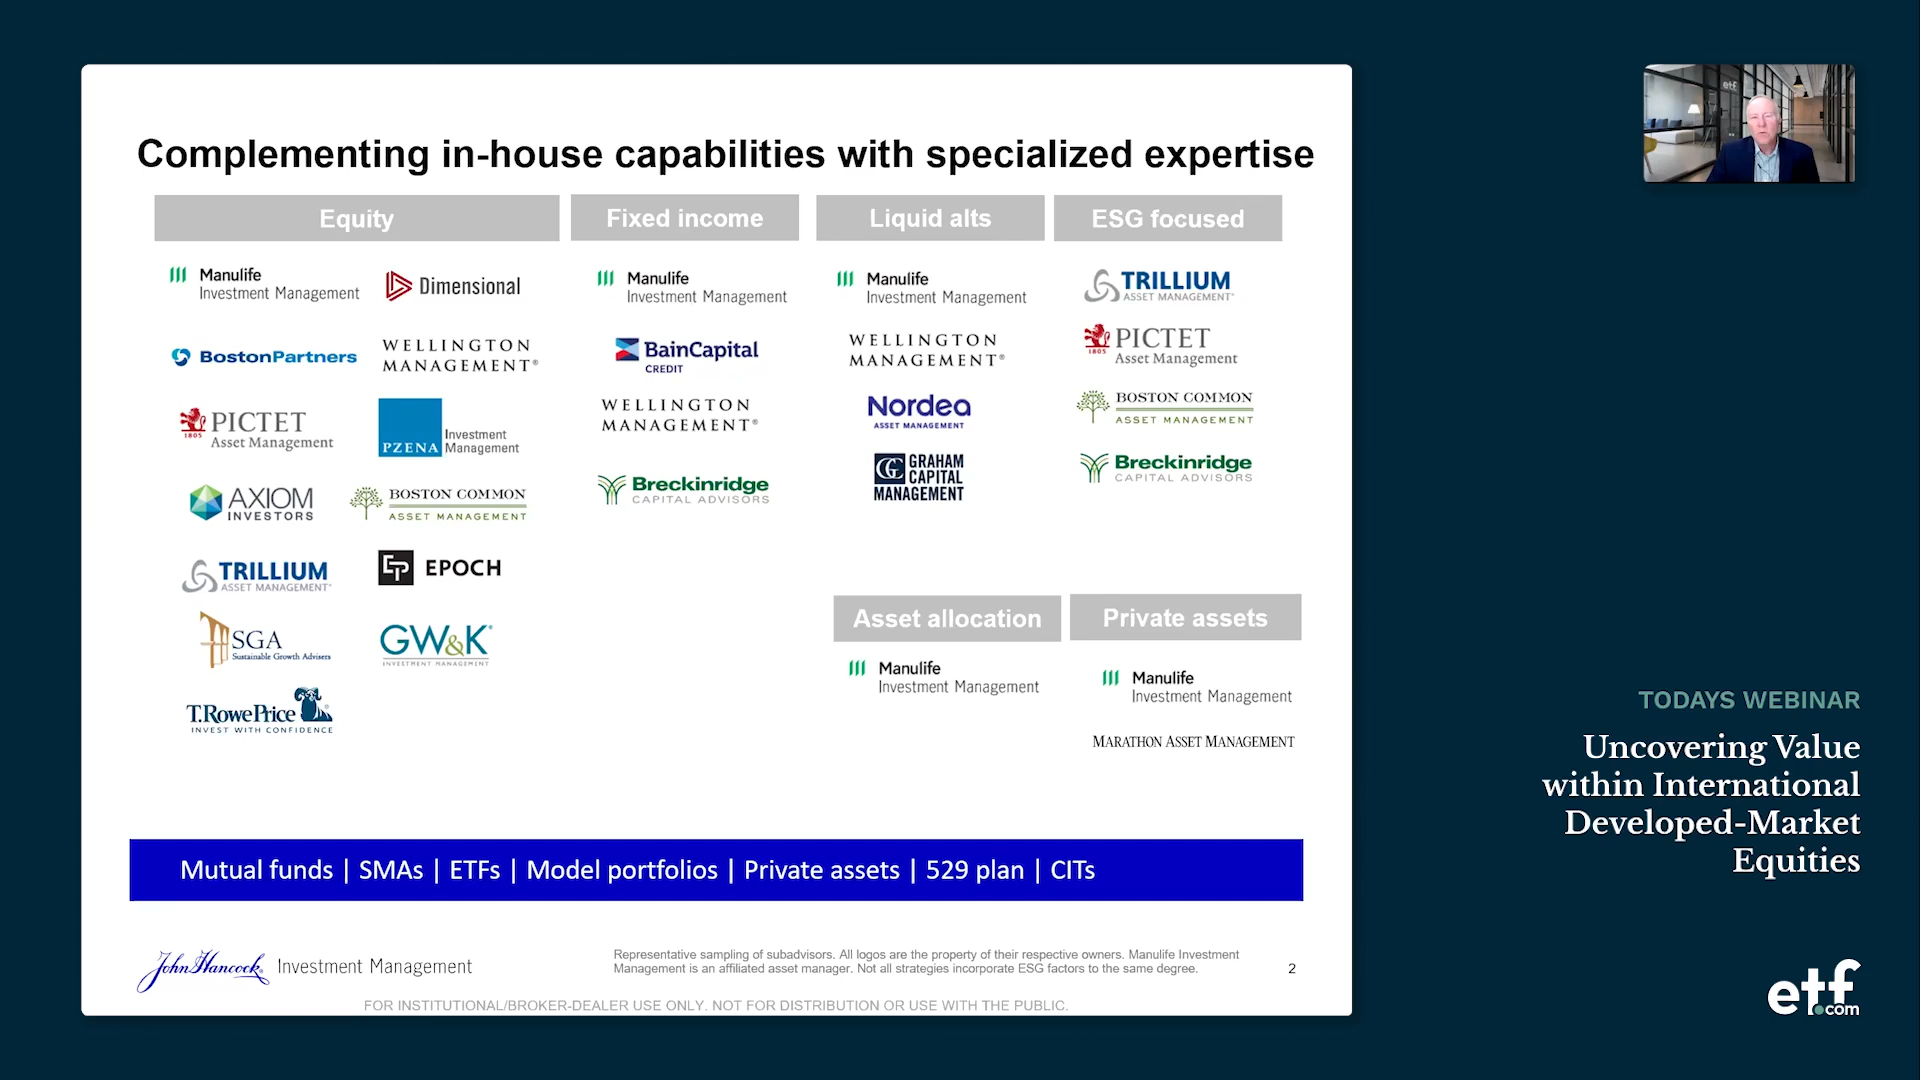 etf
Complementing in-house capabilities with specialized expertise
Equity
Fixed income
Liquid alts
ESG focused
Manulife
Investment Management
Dimensional
BostonPartners
WELLINGTON
MANAGEMENT®
1805
PICTET
Asset Management
PZENA
Investment
Management
AXIOM
INVESTORS
BOSTON COMMON
ASSET MANAGEMENT
TRILLIUM
ASSET MANAGEMENT
EP
EPOCH
SGA
Sustainable Growth Advisers
GW&K®
INVESTMENT MANAGEMENT
T.RowePrice
INVEST WITH CONFIDENCE
Manulife
Investment Management
BainCapital
CREDIT
WELLINGTON
MANAGEMENT®
Breckinridge
CAPITAL ADVISORS
Manulife
Investment Management
WELLINGTON
MANAGEMENT®
Nordea
ASSET MANAGEMENT
GRAHAM
CAPITAL
MANAGEMENT
TRILLIUM
ASSET MANAGEMENT
1805
PICTET
Asset Management
BOSTON COMMON
ASSET MANAGEMENT
Breckinridge
CAPITAL ADVISORS
Asset allocation
Manulife
Investment Management
Private assets
Manulife
Investment Management
MARATHON ASSET MANAGEMENT
Mutual funds | SMAs | ETFs | Model portfolios | Private assets | 529 plan | CITs
John Hancock® Investment Management
Representative sampling of subadvisors. All logos are the property of their respective owners. Manulife Investment
Management is an affiliated asset manager. Not all strategies incorporate ESG factors to the same degree.
2
FOR INSTITUTIONAL/BROKER-DEALER USE ONLY. NOT FOR DISTRIBUTION OR USE WITH THE PUBLIC.
TODAYS WEBINAR
Uncovering Value
within International
Developed-Market
Equities
etf
.com